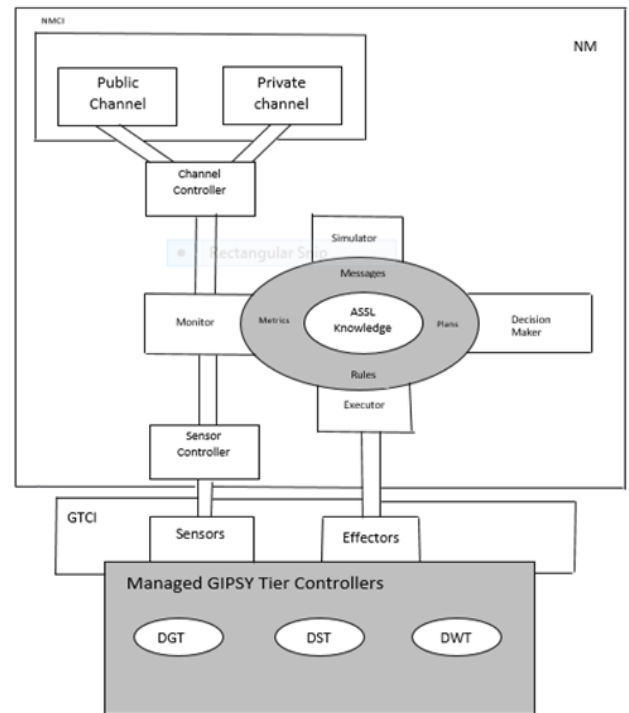 NMCI
NM
Public
Channel
Private
channel
Channel
Controller
Rectangular Snip
Simulator
Messages
Monitor
Metrics
ASSL
Knowledge
Plans
Decision
Maker
Rules
Executor
Sensor
Controller
GTCI
Sensors
Effectors
Managed GIPSY Tier Controllers
DGT
DST
DWT